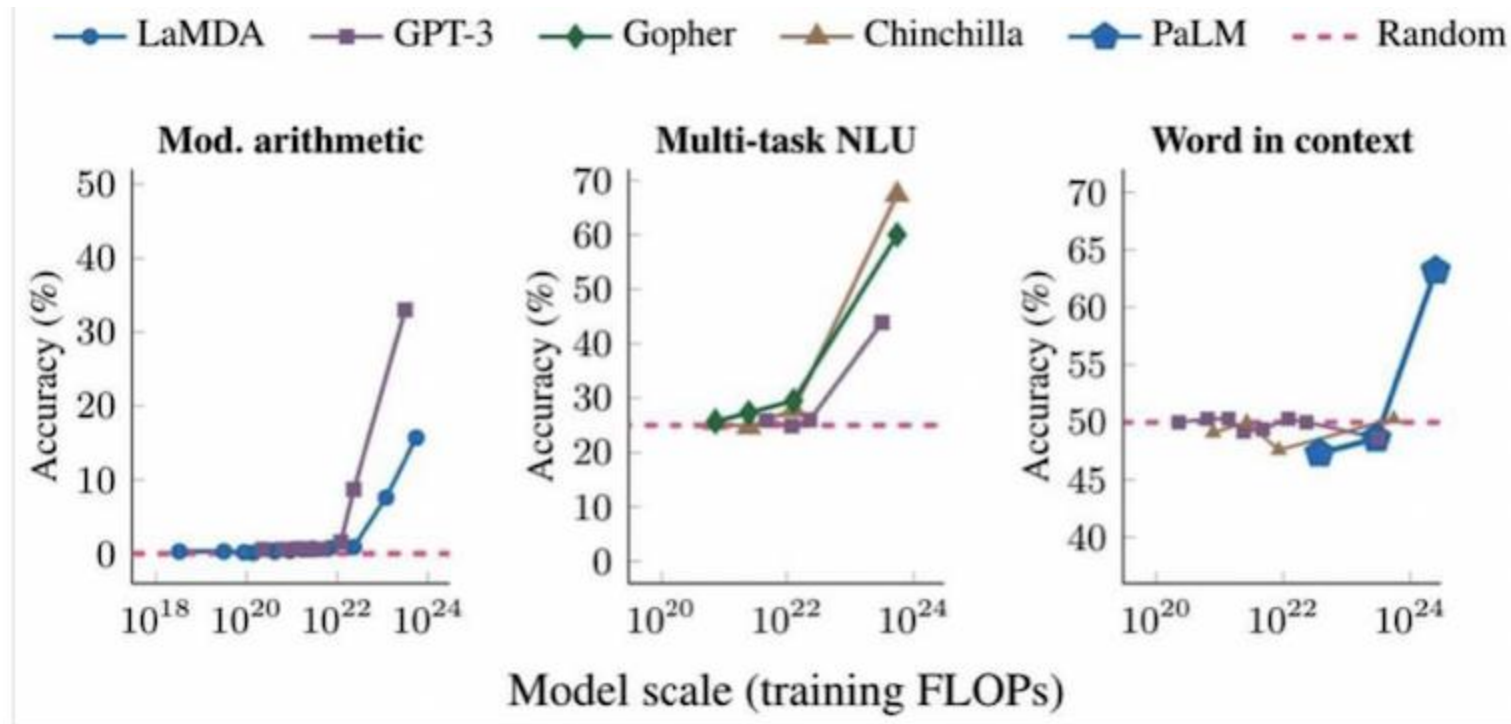 LaMDA GPT-3 Gopher Chinchilla PaLM Random
Mod. arithmetic
Accuracy (%)
50
40
30
20
10
0
10^18 10^20 10^22 10^24
Multi-task NLU
Accuracy (%)
70
60
50
40
30
20
10
0
10^20 10^22 10^24
Word in context
Accuracy (%)
70
65
60
55
50
45
40
10^20 10^22 10^24
Model scale (training FLOPs)